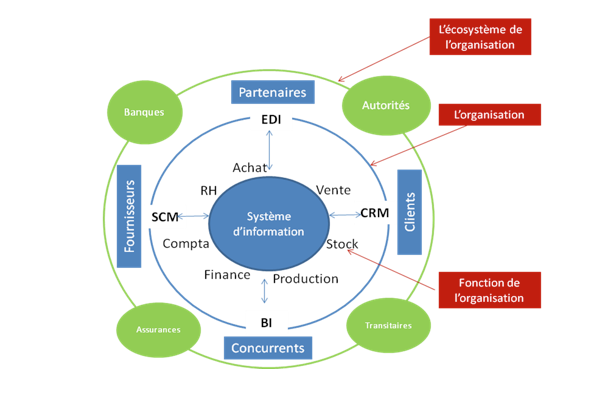 L'écosystème de
l'organisation
Partenaires
Banques
Autorités
L'organisation
EDI
Achat
RH
Vente
Fournisseurs
SCM
Système
d'information
CRM
Clients
Compta
Stock
Finance
Production
Fonction de
l'organisation
BI
Assurances
Transitaires
Concurrents